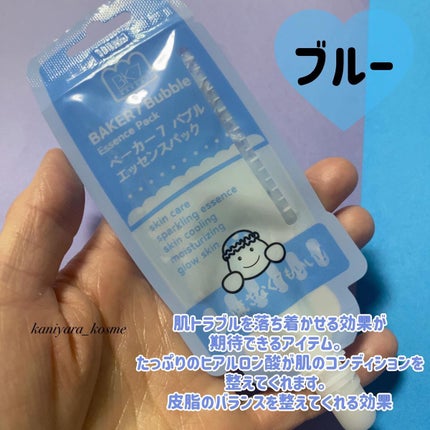 ブルー
BAKER7 Bubble
Essence Pack
ベーカー7 バブル
エッセンスパック
skin care
sparkling essence
skin cooling
moisturizing
glow skin
kaniyara_kosme
肌トラブルを落ち着かせる効果が
期待できるアイテム。
たっぷりのヒアルロン酸が肌のコンディションを
整えてくれます。
皮脂のバランスを整えてくれる効果